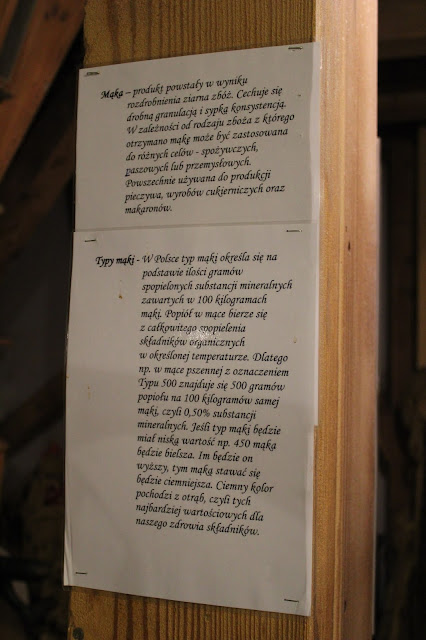 Mąka – produkt powstały w wyniku
rozdrobnienia ziarna zbóż. Cechuje się
drobną granulacją i sypką konsystencją.
W zależności od rodzaju zboża z którego
otrzymano mąkę może być zastosowana
do różnych celów - spożywczych,
paszowych lub przemysłowych.
Powszechnie używana do produkcji
pieczywa, wyrobów cukierniczych oraz
makaronów.
Typy mąki - W Polsce typ mąki określa się na
podstawie ilości gramów
spopielonych substancji mineralnych
zawartych w 100 kilogramach
mąki. Popiół w mące bierze się
z całkowitego spopielenia
składników organicznych
w określonej temperaturze. Dlatego
np. w mące pszennej z oznaczeniem
Typu 500 znajduje się 500 gramów
popiołu na 100 kilogramów samej
mąki, czyli 0,50% substancji
mineralnych. Jeśli typ mąki będzie
miał niską wartość np. 450 mąka
będzie bielsza. Im będzie on
wyższy, tym mąka stawać się
będzie ciemniejsza. Ciemny kolor
pochodzi z otrąb, czyli tych
najbardziej wartościowych dla
naszego zdrowia składników.